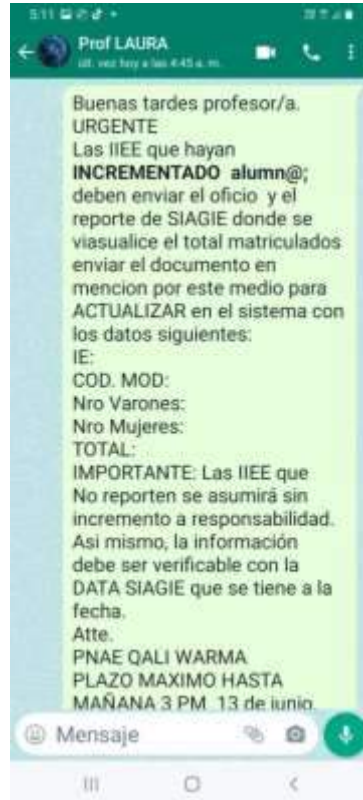 5:11
Prof LAURA
últ. vez hoy a las 4:45 a. m.
Buenas tardes profesor/a.
URGENTE
Las IIEE que hayan
INCREMENTADO alumn@;
deben enviar el oficio y el
reporte de SIAGIE donde se
viasualice el total matriculados
enviar el documento en
mencion por este medio para
ACTUALIZAR en el sistema con
los datos siguientes:
IE:
COD. MOD:
Nro Varones:
Nro Mujeres:
TOTAL:
IMPORTANTE: Las IIEE que
No reporten se asumirá sin
incremento a responsabilidad.
Asi mismo, la información
debe ser verificable con la
DATA SIAGIE que se tiene a la
fecha.
Atte.
PNAE QALI WARMA
PLAZO MAXIMO HASTA
MAÑANA 3 PM 13 de junio
Mensaje